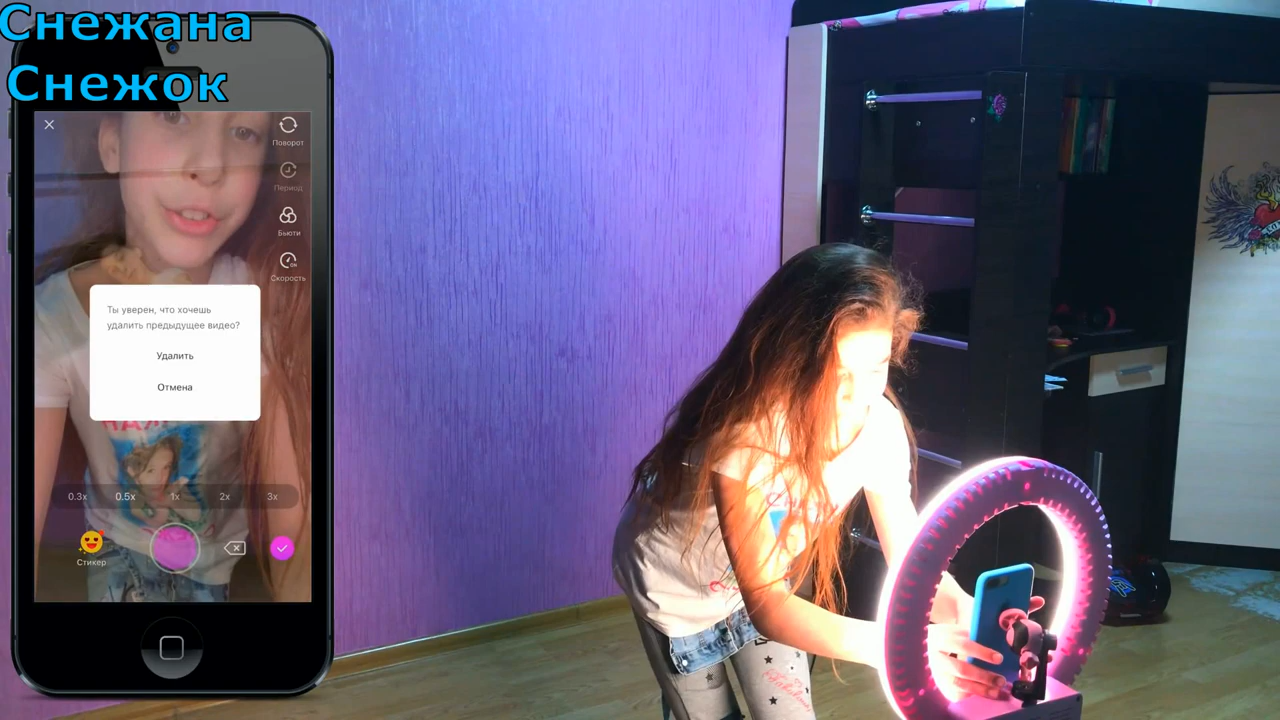 Снежана
Снежок
Поворот
Период
Бьюти
Скорость
Ты уверен, что хочешь
удалить предыдущее видео?
Удалить
Отмена
0.3x 0.5x 1x 2x 3x
Стикер